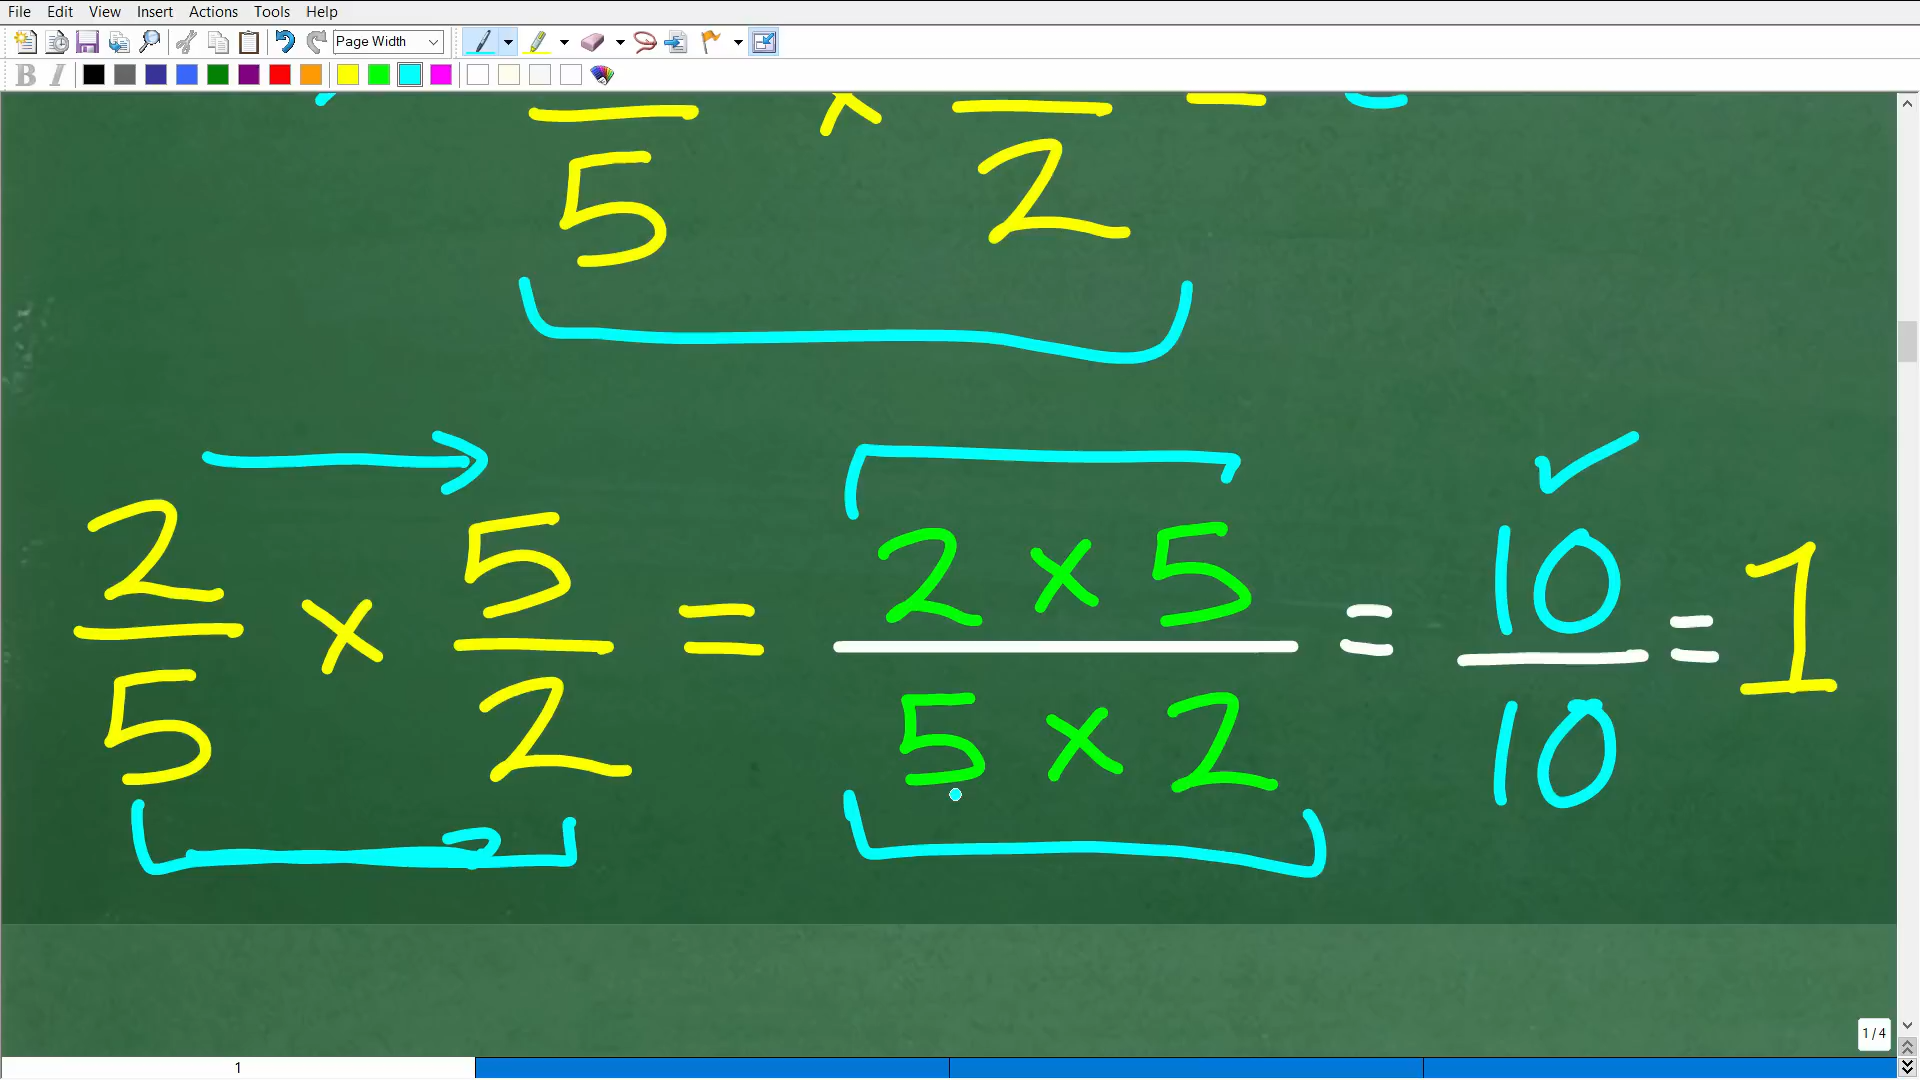 File Edit View Insert Actions Tools Help
Page Width
B I
5 × 2 =
2/5 × 5/2 = 2 × 5 / 5 × 2 = 10/10 = 1
1/4
1